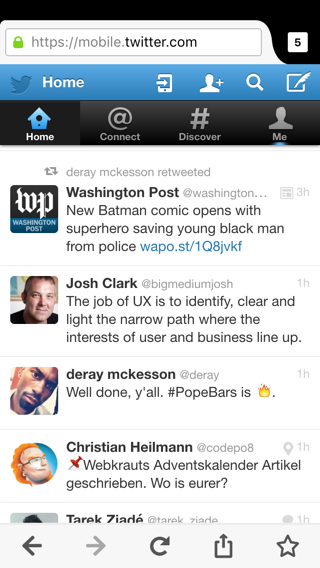 https://mobile.twitter.com
5
Home
Home
Connect
Discover
Me
deray mckesson retweeted
Washington Post @washington... 3h
New Batman comic opens with
superhero saving young black man
from police wapo.st/1Q8jvkf
wp
WASHINGTON
POST
Josh Clark @bigmediumjosh 1h
The job of UX is to identify, clear and
light the narrow path where the
interests of user and business line up.
deray mckesson @deray 1h
Well done, y'all. #PopeBars is 🔥.
Christian Heilmann @codepo8 1h
📌Webkrauts Adventskalender Artikel
geschrieben. Wo is eurer?
Tarek Ziadé @tarek_ziade 1h